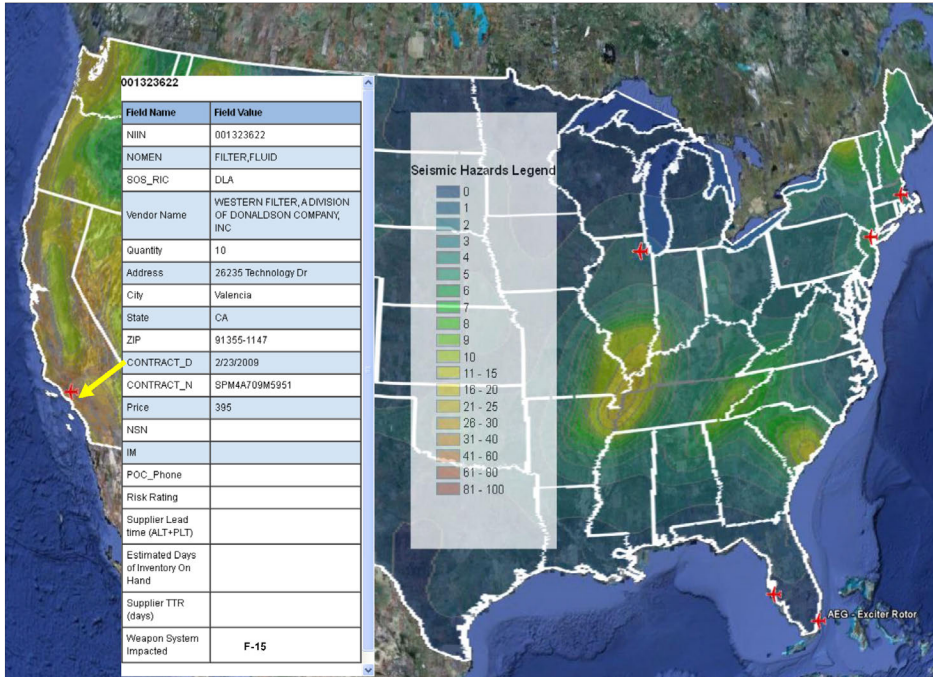 001323622
Field Name Field Value
NIIN 001323622
NOMEN FILTER,FLUID
SOS_RIC DLA
Vendor Name WESTERN FILTER, A DIVISION
OF DONALDSON COMPANY,
INC
Quantity 10
Address 26235 Technology Dr
City Valencia
State CA
ZIP 91355-1147
CONTRACT_D 2/23/2009
CONTRACT_N SPM4A709M5951
Price 395
NSN
IM
POC_Phone
Risk Rating
Supplier Lead
time (ALT+PLT)
Estimated Days
of Inventory On
Hand
Supplier TTR
(days)
Weapon System
Impacted F-15
Seismic Hazards Legend
0
1
2
3
4
5
6
7
8
9
10
11 - 15
16 - 20
21 - 25
26 - 30
31 - 40
41 - 60
61 - 80
81 - 100
AEG - Exciter Rotor